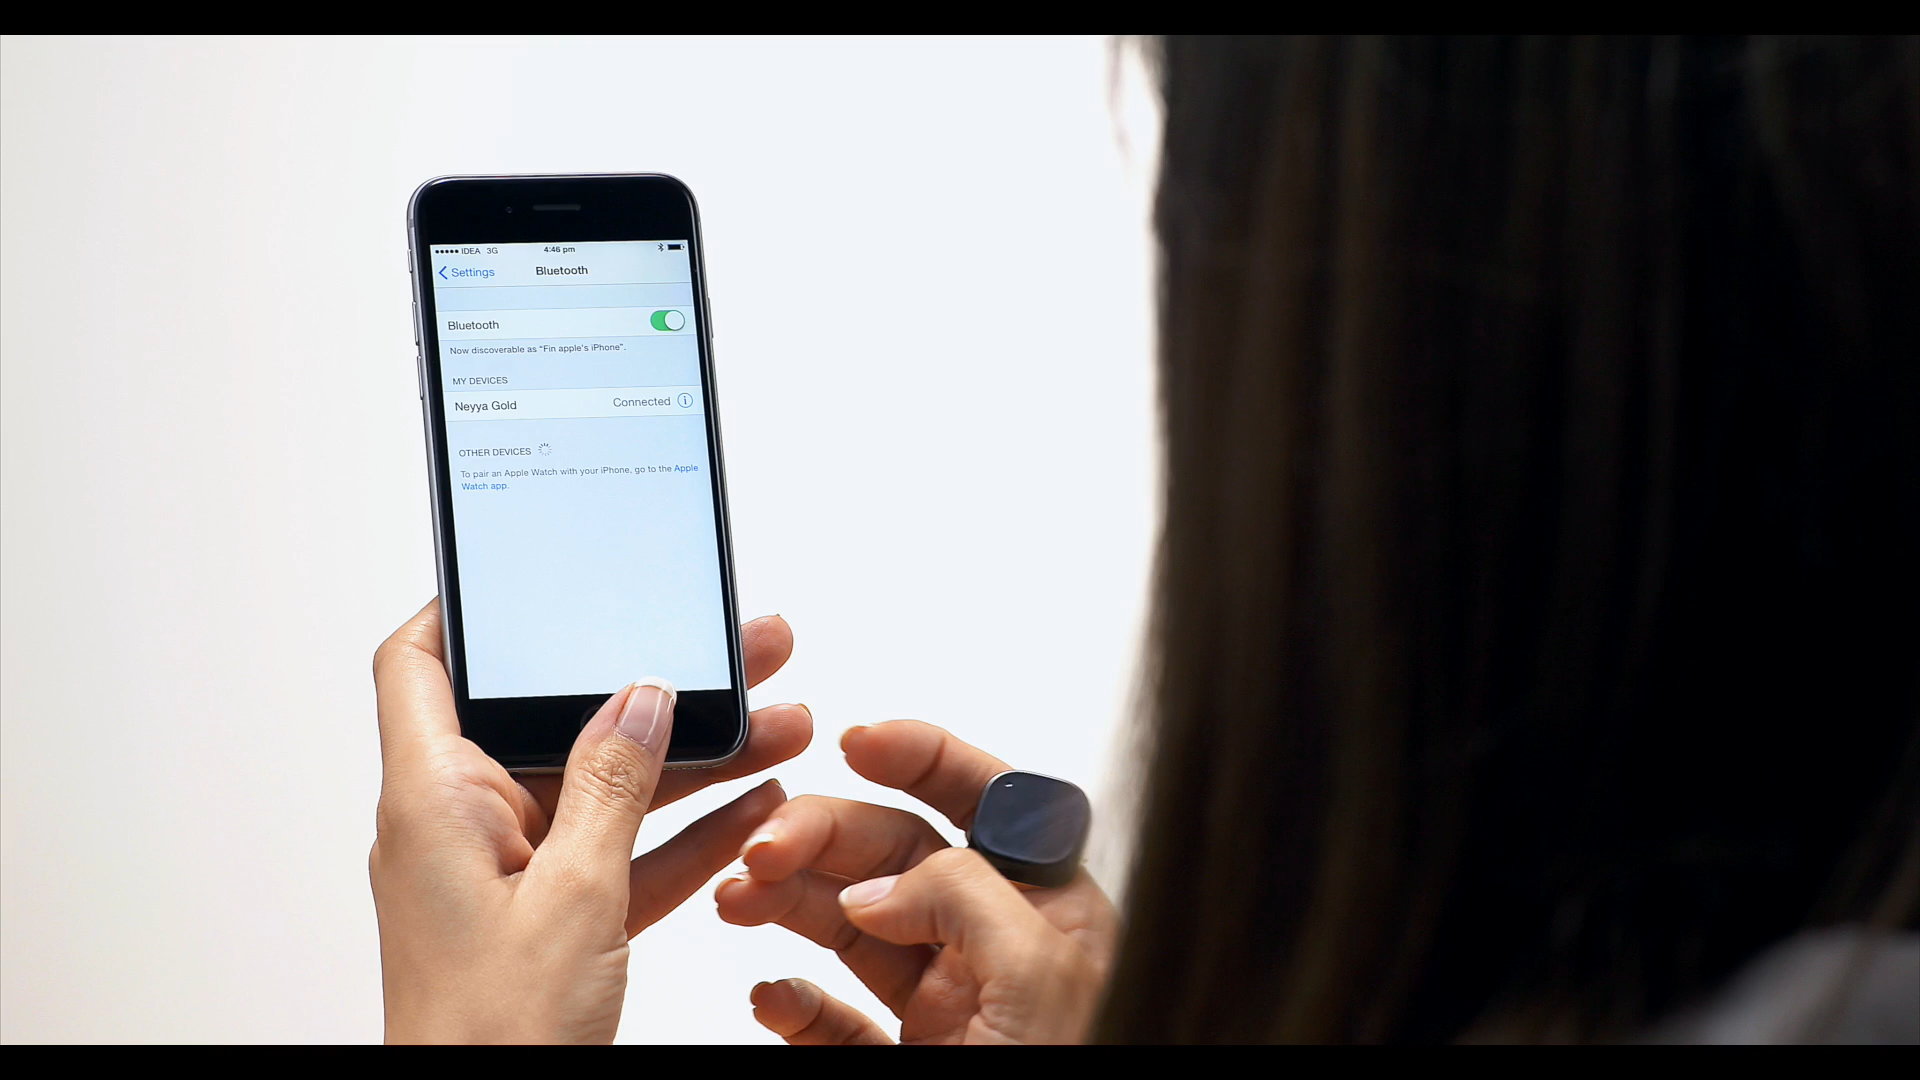 IDEA 3G 4:46 pm
Settings Bluetooth
Bluetooth
Now discoverable as “Fin apple's iPhone”.
MY DEVICES
Neyya Gold Connected i
OTHER DEVICES
To pair an Apple Watch with your iPhone, go to the Apple
Watch app.